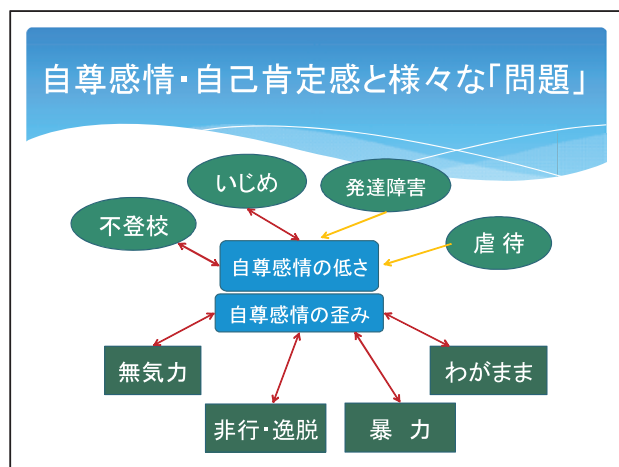 自尊感情・自己肯定感と様々な「問題」
いじめ
発達障害
不登校
虐 待
自尊感情の低さ
自尊感情の歪み
無気力
わがまま
非行・逸脱
暴 力